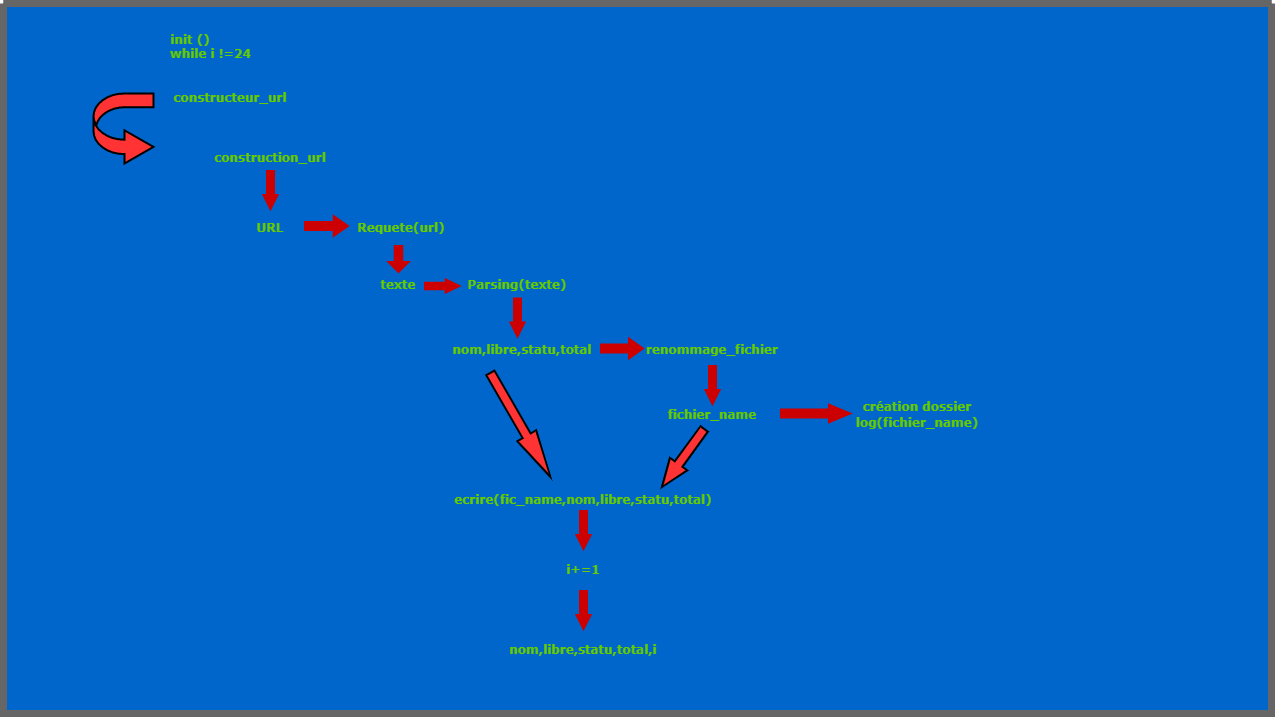 init ()
while i !=24
constructeur_url
construction_url
URL
Requete(url)
texte
Parsing(texte)
nom,libre,statu,total
renommage_fichier
fichier_name
création dossier
log(fichier_name)
ecrire(fic_name,nom,libre,statu,total)
i+=1
nom,libre,statu,total,i